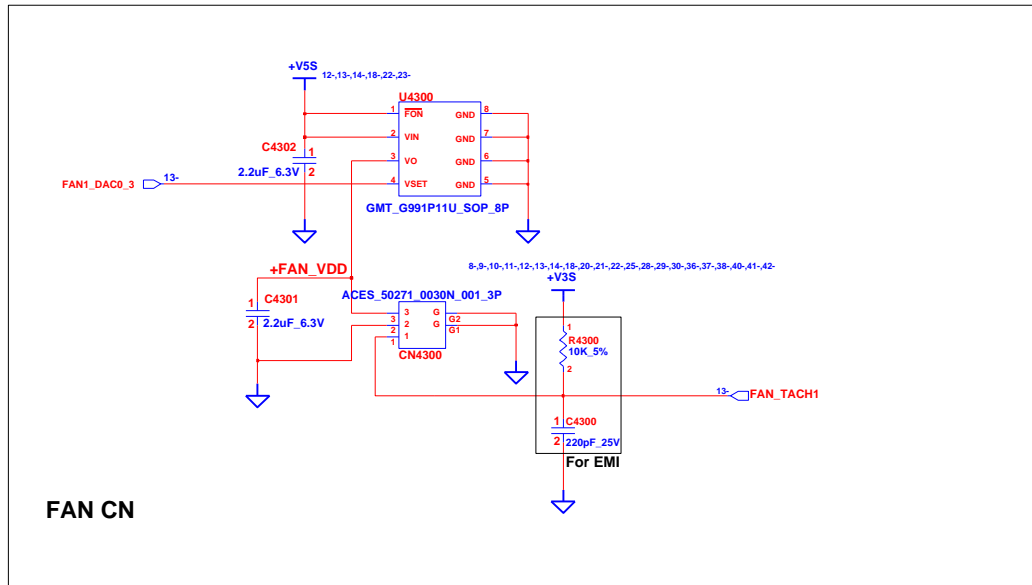 +V5S
12-,13-,14-,18-,22-,23-
U4300
1 FON GND 8
2 VIN GND 7
3 VO GND 6
4 VSET GND 5
C4302
1
2
2.2uF_6.3V
FAN1_DAC0_3
13-
GMT_G991P11U_SOP_8P
+FAN_VDD
8-,9-,10-,11-,12-,13-,14-,18-,20-,21-,22-,25-,28-,29-,30-,36-,37-,38-,40-,41-,42-
+V3S
ACES_50271_0030N_001_3P
1
C4301
2
2.2uF_6.3V
3 3 G G2
2 2 G G1
1 1
CN4300
1
R4300
10K_5%
2
13-
FAN_TACH1
1
C4300
2
220pF_25V
For EMI
FAN CN